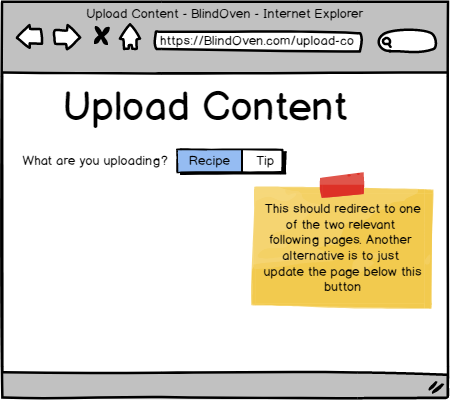 Upload Content - BlindOven - Internet Explorer
https://BlindOven.com/upload-co
Upload Content
What are you uploading? Recipe Tip
This should redirect to one
of the two relevant
following pages. Another
alternative is to just
update the page below this
button